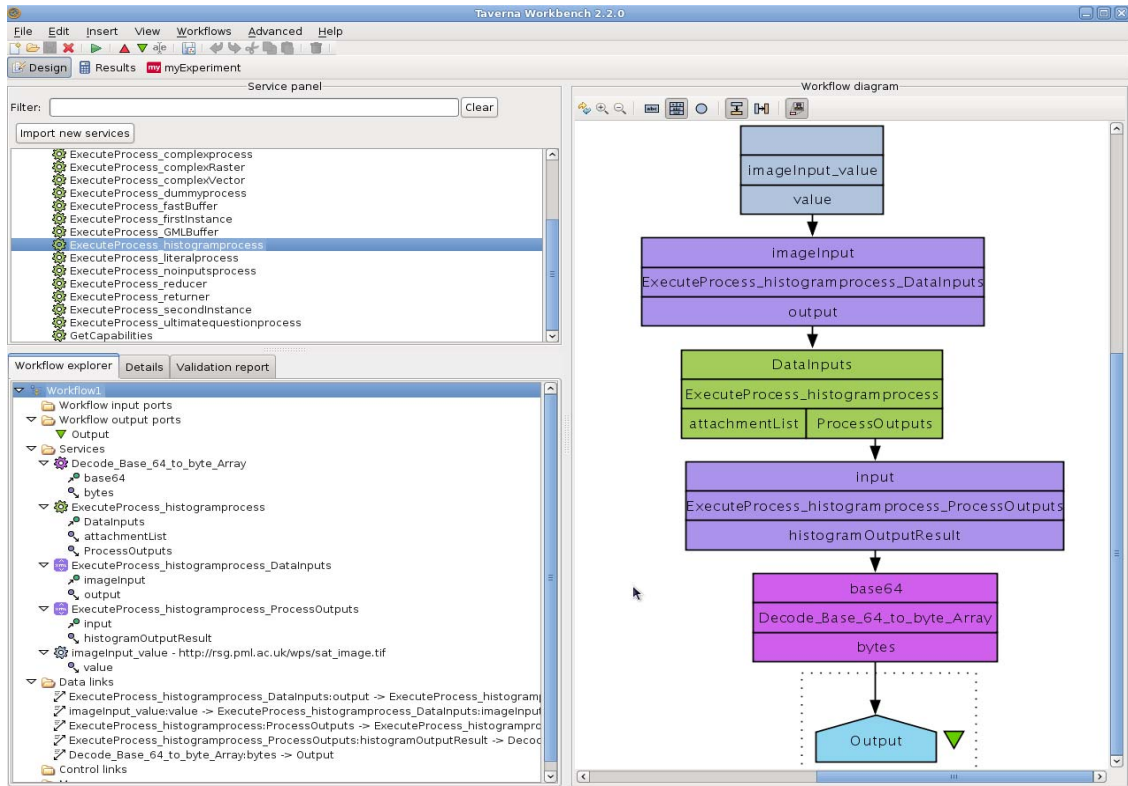 Taverna Workbench 2.2.0
File Edit Insert View Workflows Advanced Help
Design Results my myExperiment
Service panel
Filter: Clear
Import new services
ExecuteProcess_complexprocess
ExecuteProcess_complexRaster
ExecuteProcess_complexVector
ExecuteProcess_dummyprocess
ExecuteProcess_fastBuffer
ExecuteProcess_firstInstance
ExecuteProcess_GMLBuffer
ExecuteProcess_histogramprocess
ExecuteProcess_literalprocess
ExecuteProcess_noinputsprocess
ExecuteProcess_reducer
ExecuteProcess_returner
ExecuteProcess_secondInstance
ExecuteProcess_ultimatequestionprocess
GetCapabilities
Workflow explorer Details Validation report
Workflow1
Workflow input ports
Workflow output ports
Output
Services
Decode_Base_64_to_byte_Array
base64
bytes
ExecuteProcess_histogramprocess
DataInputs
attachmentList
ProcessOutputs
ExecuteProcess_histogramprocess_DataInputs
imageInput
output
ExecuteProcess_histogramprocess_ProcessOutputs
input
histogramOutputResult
imageInput_value - http://rsg.pml.ac.uk/wps/sat_image.tif
value
Data links
ExecuteProcess_histogramprocess_DataInputs:output -> ExecuteProcess_histogram
imageInput_value:value -> ExecuteProcess_histogramprocess_DataInputs:imageInput
ExecuteProcess_histogramprocess:ProcessOutputs -> ExecuteProcess_histogrampro
ExecuteProcess_histogramprocess_ProcessOutputs:histogramOutputResult -> Decod
Decode_Base_64_to_byte_Array:bytes -> Output
Control links
Workflow diagram
imageInput_value
value
imageInput
ExecuteProcess_histogramprocess_DataInputs
output
DataInputs
ExecuteProcess_histogramprocess
attachmentList ProcessOutputs
input
ExecuteProcess_histogramprocess_ProcessOutputs
histogramOutputResult
base64
Decode_Base_64_to_byte_Array
bytes
Output